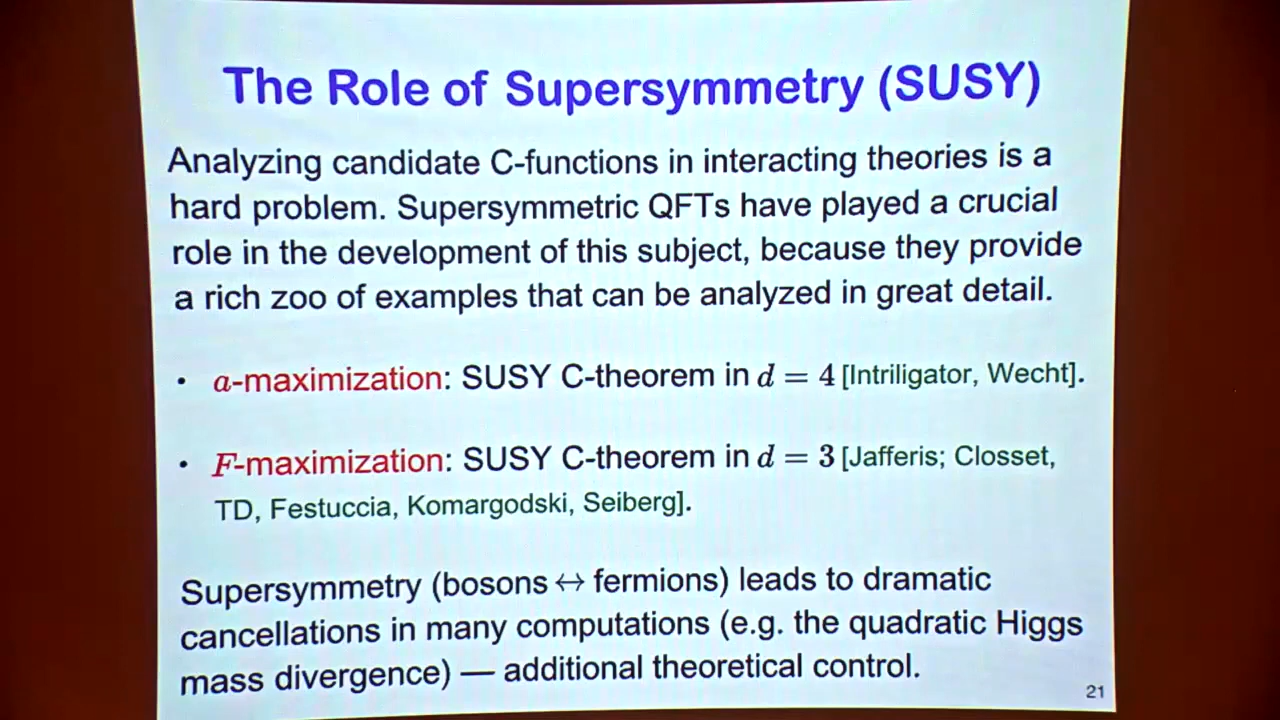 The Role of Supersymmetry (SUSY)
Analyzing candidate C-functions in interacting theories is a
hard problem. Supersymmetric QFTs have played a crucial
role in the development of this subject, because they provide
a rich zoo of examples that can be analyzed in great detail.
• a-maximization: SUSY C-theorem in d = 4 [Intriligator, Wecht].
• F-maximization: SUSY C-theorem in d = 3 [Jafferis; Closset,
TD, Festuccia, Komargodski, Seiberg].
Supersymmetry (bosons ↔ fermions) leads to dramatic
cancellations in many computations (e.g. the quadratic Higgs
mass divergence) — additional theoretical control.
21